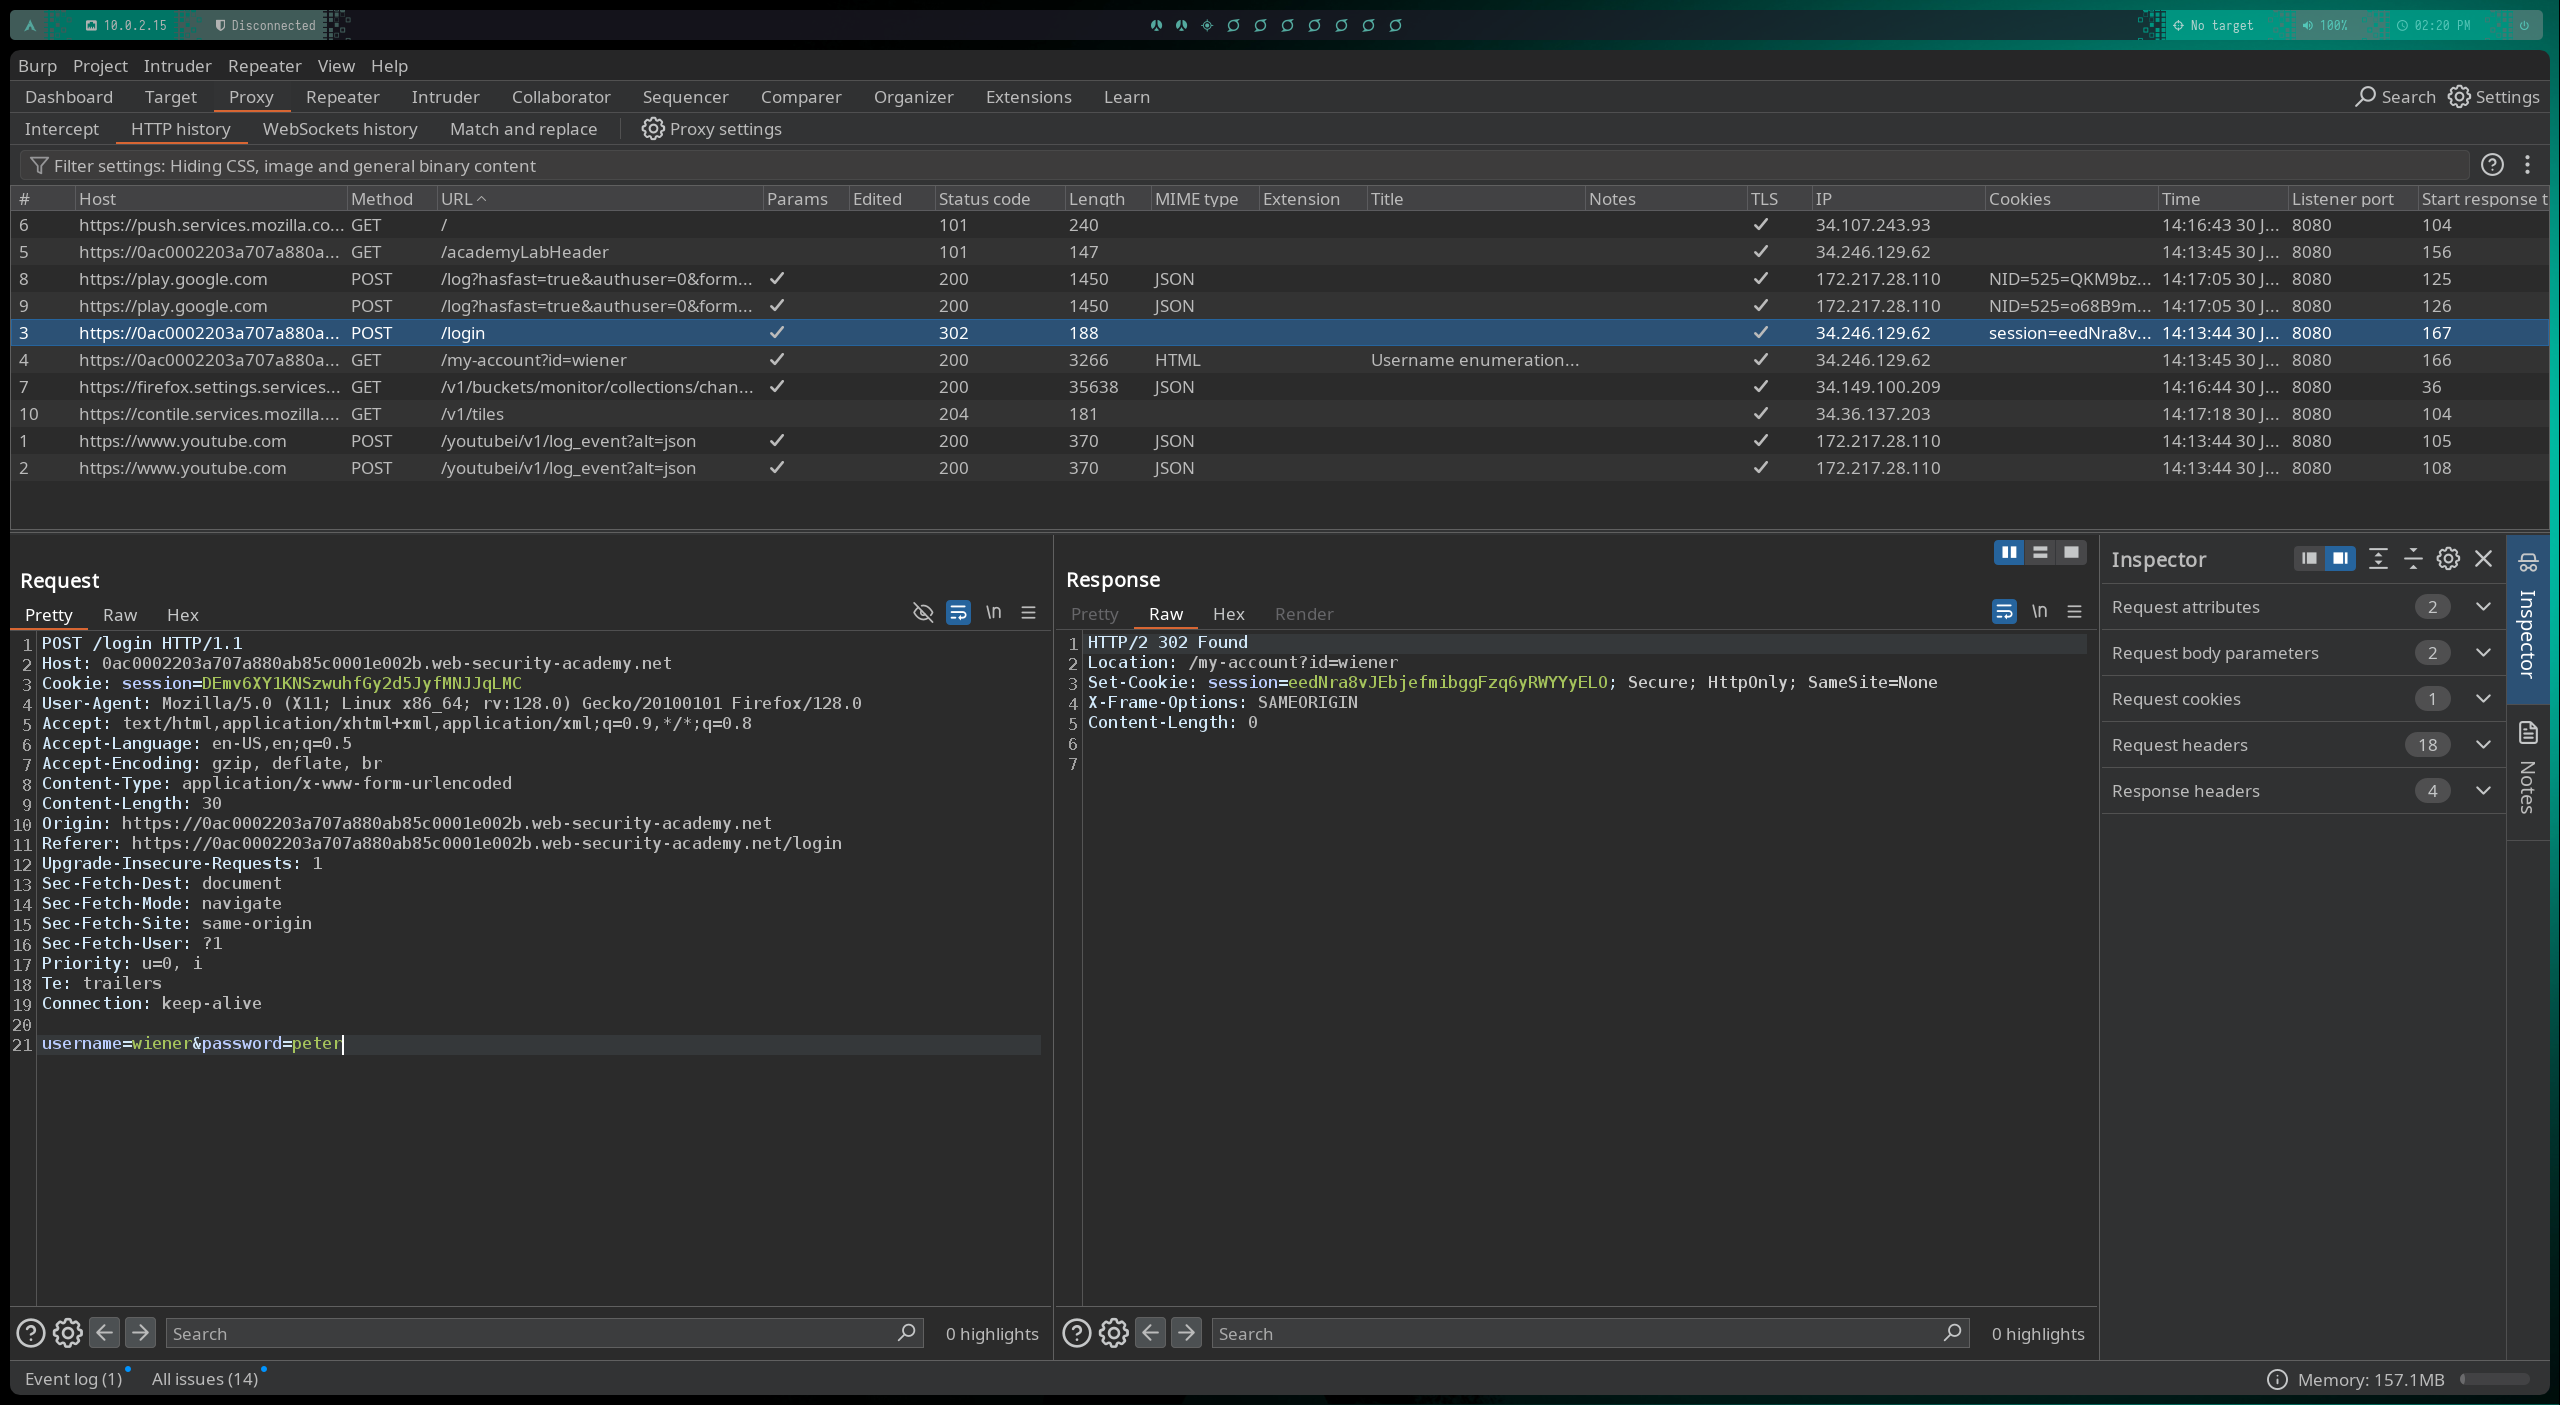 10.0.2.15 Disconnected No target 100% 02:20 PM
Burp Project Intruder Repeater View Help
Dashboard Target Proxy Repeater Intruder Collaborator Sequencer Comparer Organizer Extensions Learn Search Settings
Intercept HTTP history WebSockets history Match and replace Proxy settings
Filter settings: Hiding CSS, image and general binary content
# Host Method URL Params Edited Status code Length MIME type Extension Title Notes TLS IP Cookies Time Listener port Start response t
6 https://push.services.mozilla.co... GET / 101 240 ✓ 34.107.243.93 14:16:43 30 J... 8080 104
5 https://0ac0002203a707a880a... GET /academyLabHeader 101 147 ✓ 34.246.129.62 14:13:45 30 J... 8080 156
8 https://play.google.com POST /log?hasfast=true&authuser=0&form... ✓ 200 1450 JSON ✓ 172.217.28.110 NID=525=QKM9bz... 14:17:05 30 J... 8080 125
9 https://play.google.com POST /log?hasfast=true&authuser=0&form... ✓ 200 1450 JSON ✓ 172.217.28.110 NID=525=o68B9m... 14:17:05 30 J... 8080 126
3 https://0ac0002203a707a880a... POST /login ✓ 302 188 ✓ 34.246.129.62 session=eedNra8v... 14:13:44 30 J... 8080 167
4 https://0ac0002203a707a880a... GET /my-account?id=wiener ✓ 200 3266 HTML Username enumeration... ✓ 34.246.129.62 14:13:45 30 J... 8080 166
7 https://firefox.settings.services... GET /v1/buckets/monitor/collections/chan... ✓ 200 35638 JSON ✓ 34.149.100.209 14:16:44 30 J... 8080 36
10 https://contile.services.mozilla.... GET /v1/tiles 204 181 ✓ 34.36.137.203 14:17:18 30 J... 8080 104
1 https://www.youtube.com POST /youtubei/v1/log_event?alt=json ✓ 200 370 JSON ✓ 172.217.28.110 14:13:44 30 J... 8080 105
2 https://www.youtube.com POST /youtubei/v1/log_event?alt=json ✓ 200 370 JSON ✓ 172.217.28.110 14:13:44 30 J... 8080 108
Request
Pretty Raw Hex \n
1 POST /login HTTP/1.1
2 Host: 0ac0002203a707a880ab85c0001e002b.web-security-academy.net
3 Cookie: session=DEmv6XY1KNSzwuhfGy2d5JyfMNJJqLMC
4 User-Agent: Mozilla/5.0 (X11; Linux x86_64; rv:128.0) Gecko/20100101 Firefox/128.0
5 Accept: text/html,application/xhtml+xml,application/xml;q=0.9,*/*;q=0.8
6 Accept-Language: en-US,en;q=0.5
7 Accept-Encoding: gzip, deflate, br
8 Content-Type: application/x-www-form-urlencoded
9 Content-Length: 30
10 Origin: https://0ac0002203a707a880ab85c0001e002b.web-security-academy.net
11 Referer: https://0ac0002203a707a880ab85c0001e002b.web-security-academy.net/login
12 Upgrade-Insecure-Requests: 1
13 Sec-Fetch-Dest: document
14 Sec-Fetch-Mode: navigate
15 Sec-Fetch-Site: same-origin
16 Sec-Fetch-User: ?1
17 Priority: u=0, i
18 Te: trailers
19 Connection: keep-alive
20
21 username=wiener&password=peter
Search 0 highlights
Response
Pretty Raw Hex Render \n
1 HTTP/2 302 Found
2 Location: /my-account?id=wiener
3 Set-Cookie: session=eedNra8vJEbjefmibggFzq6yRWYYyELO; Secure; HttpOnly; SameSite=None
4 X-Frame-Options: SAMEORIGIN
5 Content-Length: 0
6
7
Search 0 highlights
Inspector
Request attributes 2
Request body parameters 2
Request cookies 1
Request headers 18
Response headers 4
Inspector
Notes
Event log (1) All issues (14) Memory: 157.1MB